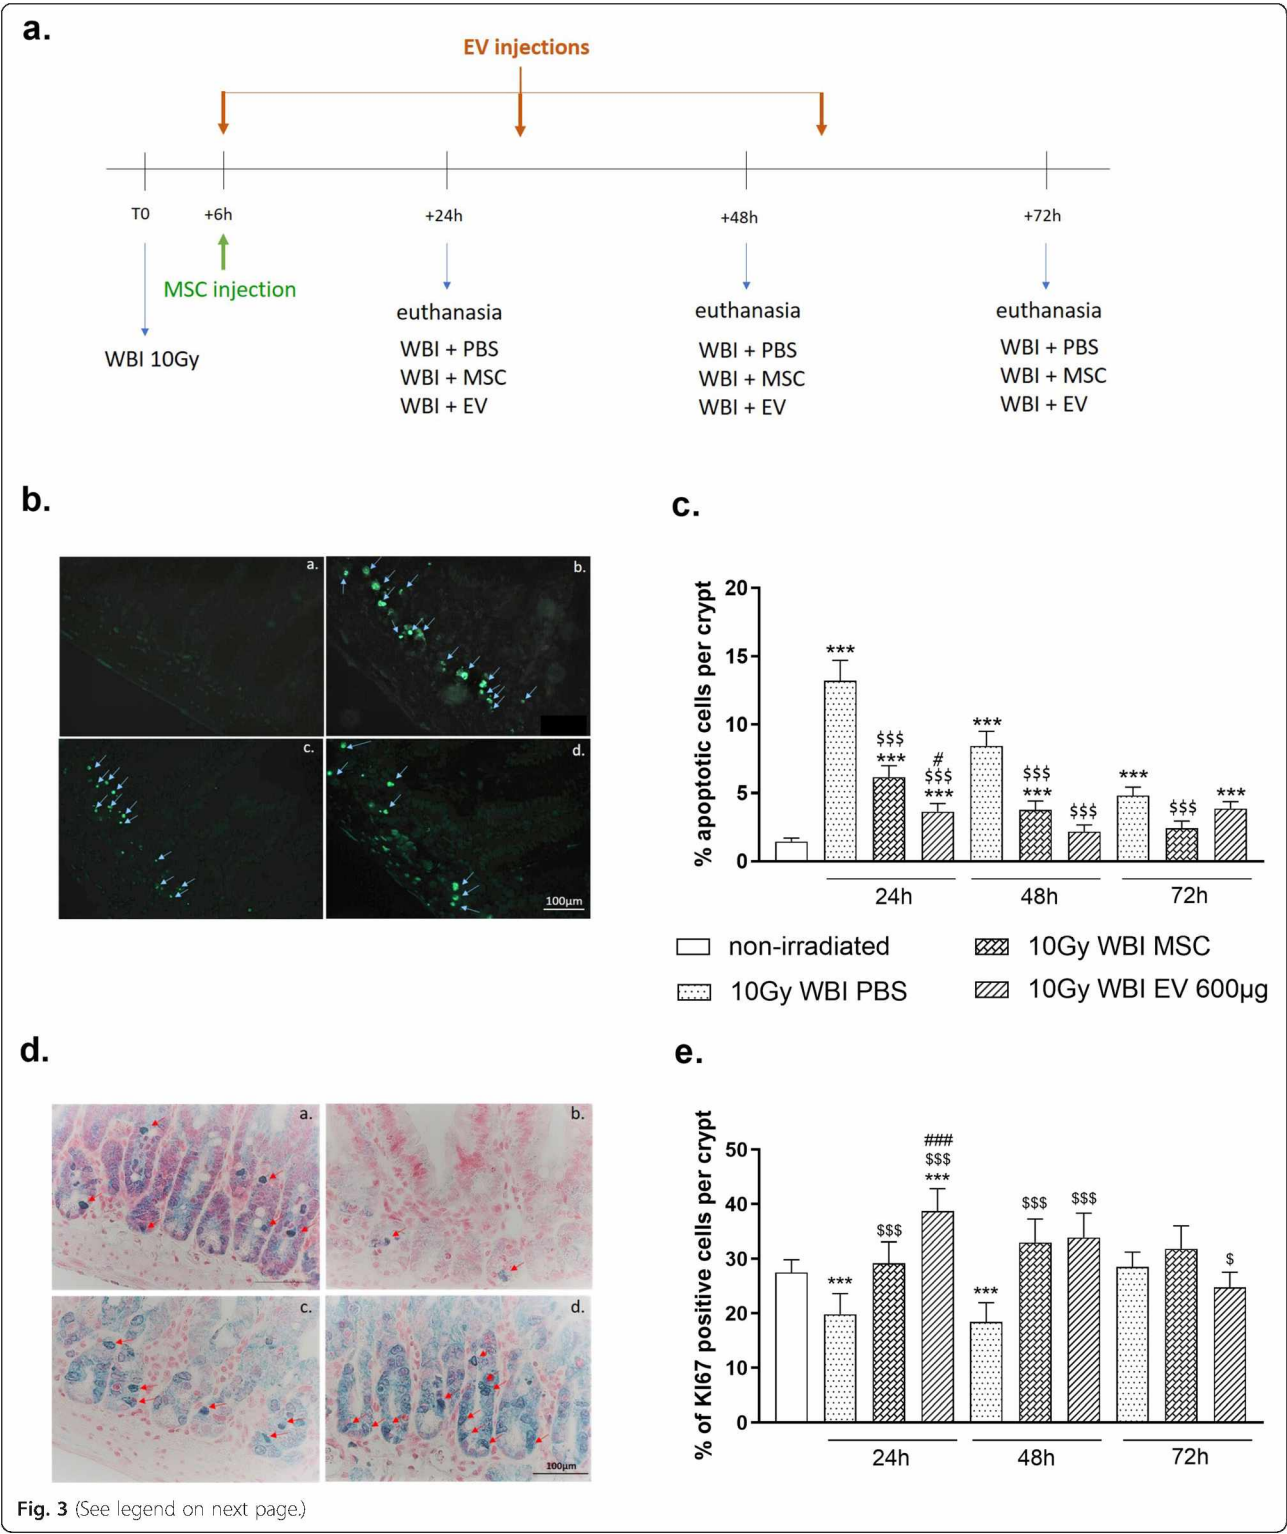 a.
EV injections
T0
+6h
+24h
+48h
+72h
MSC injection
WBI 10Gy
euthanasia
WBI + PBS
WBI + MSC
WBI + EV
euthanasia
WBI + PBS
WBI + MSC
WBI + EV
euthanasia
WBI + PBS
WBI + MSC
WBI + EV
b.
a.
b.
c.
d.
100μm
c.
% apoptotic cells per crypt
20
15
10
5
0
***
$$$
***
#
$$$
***
***
$$$
***
$$$
***
$$$
***
24h
48h
72h
non-irradiated
10Gy WBI PBS
10Gy WBI MSC
10Gy WBI EV 600μg
d.
a.
b.
c.
d.
100μm
e.
% of KI67 positive cells per crypt
50
40
30
20
10
0
***
$$$
###
$$$
***
***
$$$
$$$
$
24h
48h
72h
Fig. 3 (See legend on next page.)